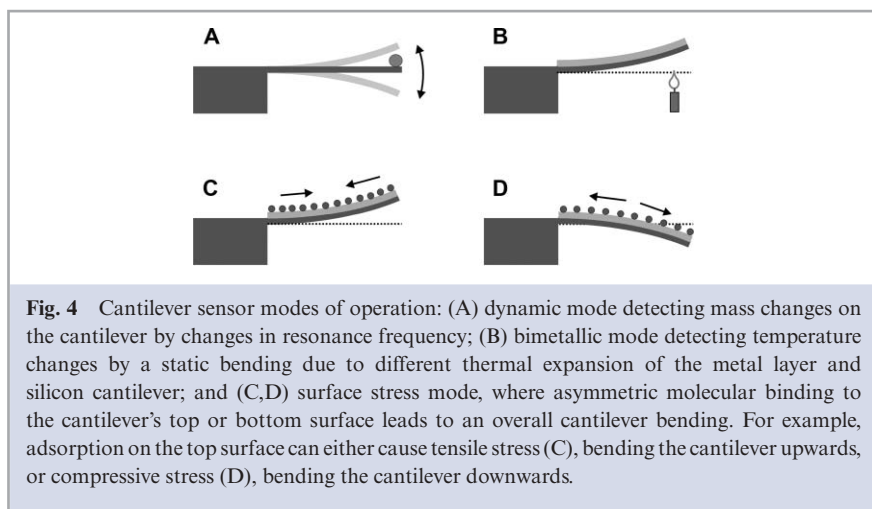 A
B
C
D
Fig. 4 Cantilever sensor modes of operation: (A) dynamic mode detecting mass changes on
the cantilever by changes in resonance frequency; (B) bimetallic mode detecting temperature
changes by a static bending due to different thermal expansion of the metal layer and
silicon cantilever; and (C,D) surface stress mode, where asymmetric molecular binding to
the cantilever's top or bottom surface leads to an overall cantilever bending. For example,
adsorption on the top surface can either cause tensile stress (C), bending the cantilever upwards,
or compressive stress (D), bending the cantilever downwards.